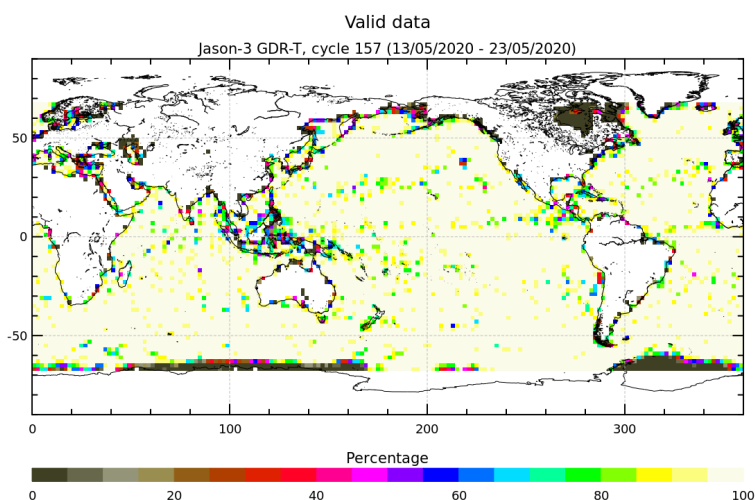 Valid data
Jason-3 GDR-T, cycle 157 (13/05/2020 - 23/05/2020)
50
0
-50
0 100 200 300
Percentage
0 20 40 60 80 100